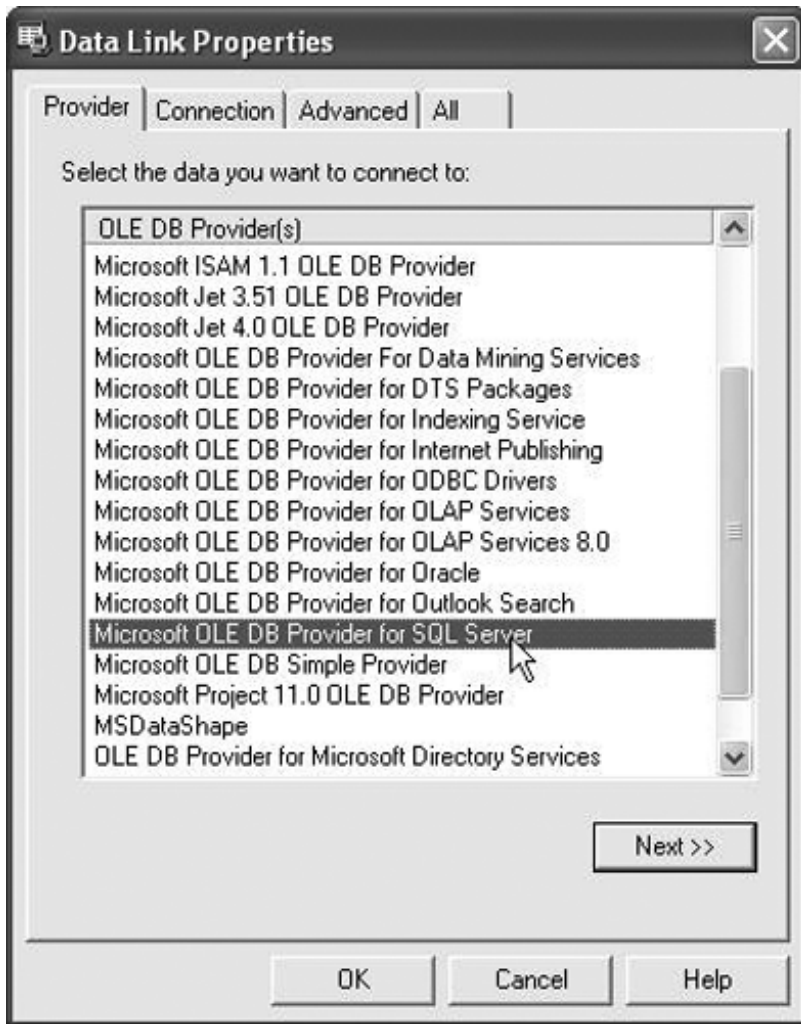 Data Link Properties
Provider Connection Advanced All
Select the data you want to connect to:
OLE DB Provider(s)
Microsoft ISAM 1.1 OLE DB Provider
Microsoft Jet 3.51 OLE DB Provider
Microsoft Jet 4.0 OLE DB Provider
Microsoft OLE DB Provider For Data Mining Services
Microsoft OLE DB Provider for DTS Packages
Microsoft OLE DB Provider for Indexing Service
Microsoft OLE DB Provider for Internet Publishing
Microsoft OLE DB Provider for ODBC Drivers
Microsoft OLE DB Provider for OLAP Services
Microsoft OLE DB Provider for OLAP Services 8.0
Microsoft OLE DB Provider for Oracle
Microsoft OLE DB Provider for Outlook Search
Microsoft OLE DB Provider for SQL Server
Microsoft OLE DB Simple Provider
Microsoft Project 11.0 OLE DB Provider
MSDataShape
OLE DB Provider for Microsoft Directory Services
Next >>
OK Cancel Help